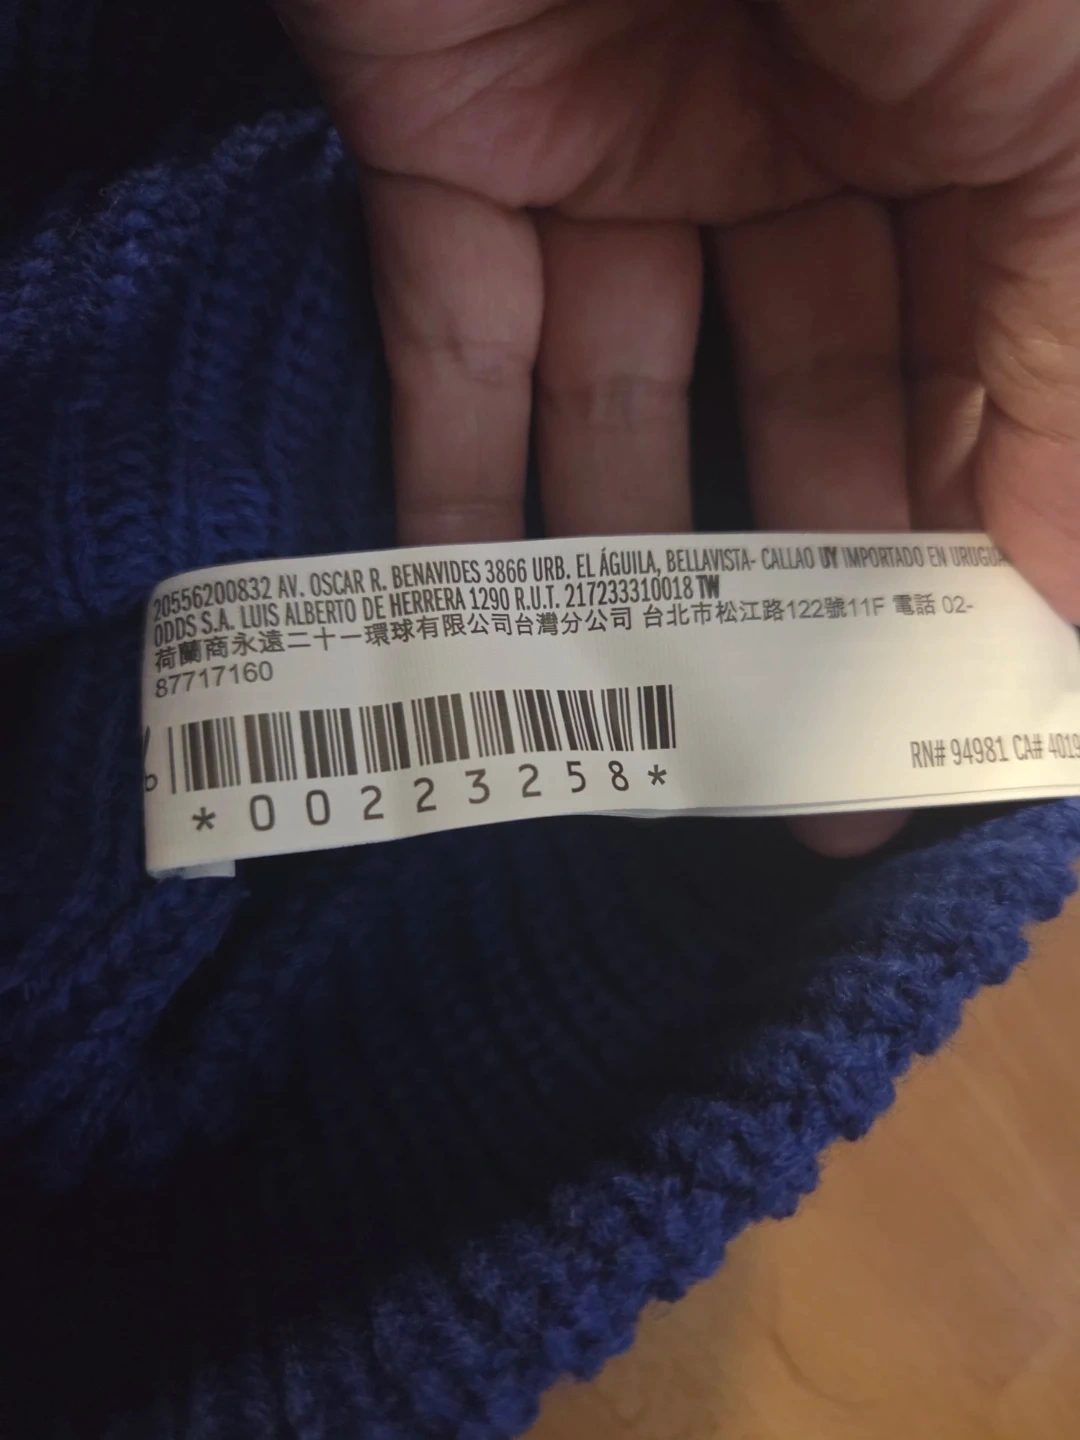 20556200832 AV. OSCAR R. BENAVIDES 3866 URB. EL ÁGUILA, BELLAVISTA- CALLAO UY IMPORTADO EN
ODDS S.A. LUIS ALBERTO DE HERRERA 1290 R.U.T. 217233310018 TW
荷蘭商永遠二十一環球有限公司台灣分公司 台北市松江路122號11F 電話 02-
87717160
*00223258*
RN# 94981 CA#